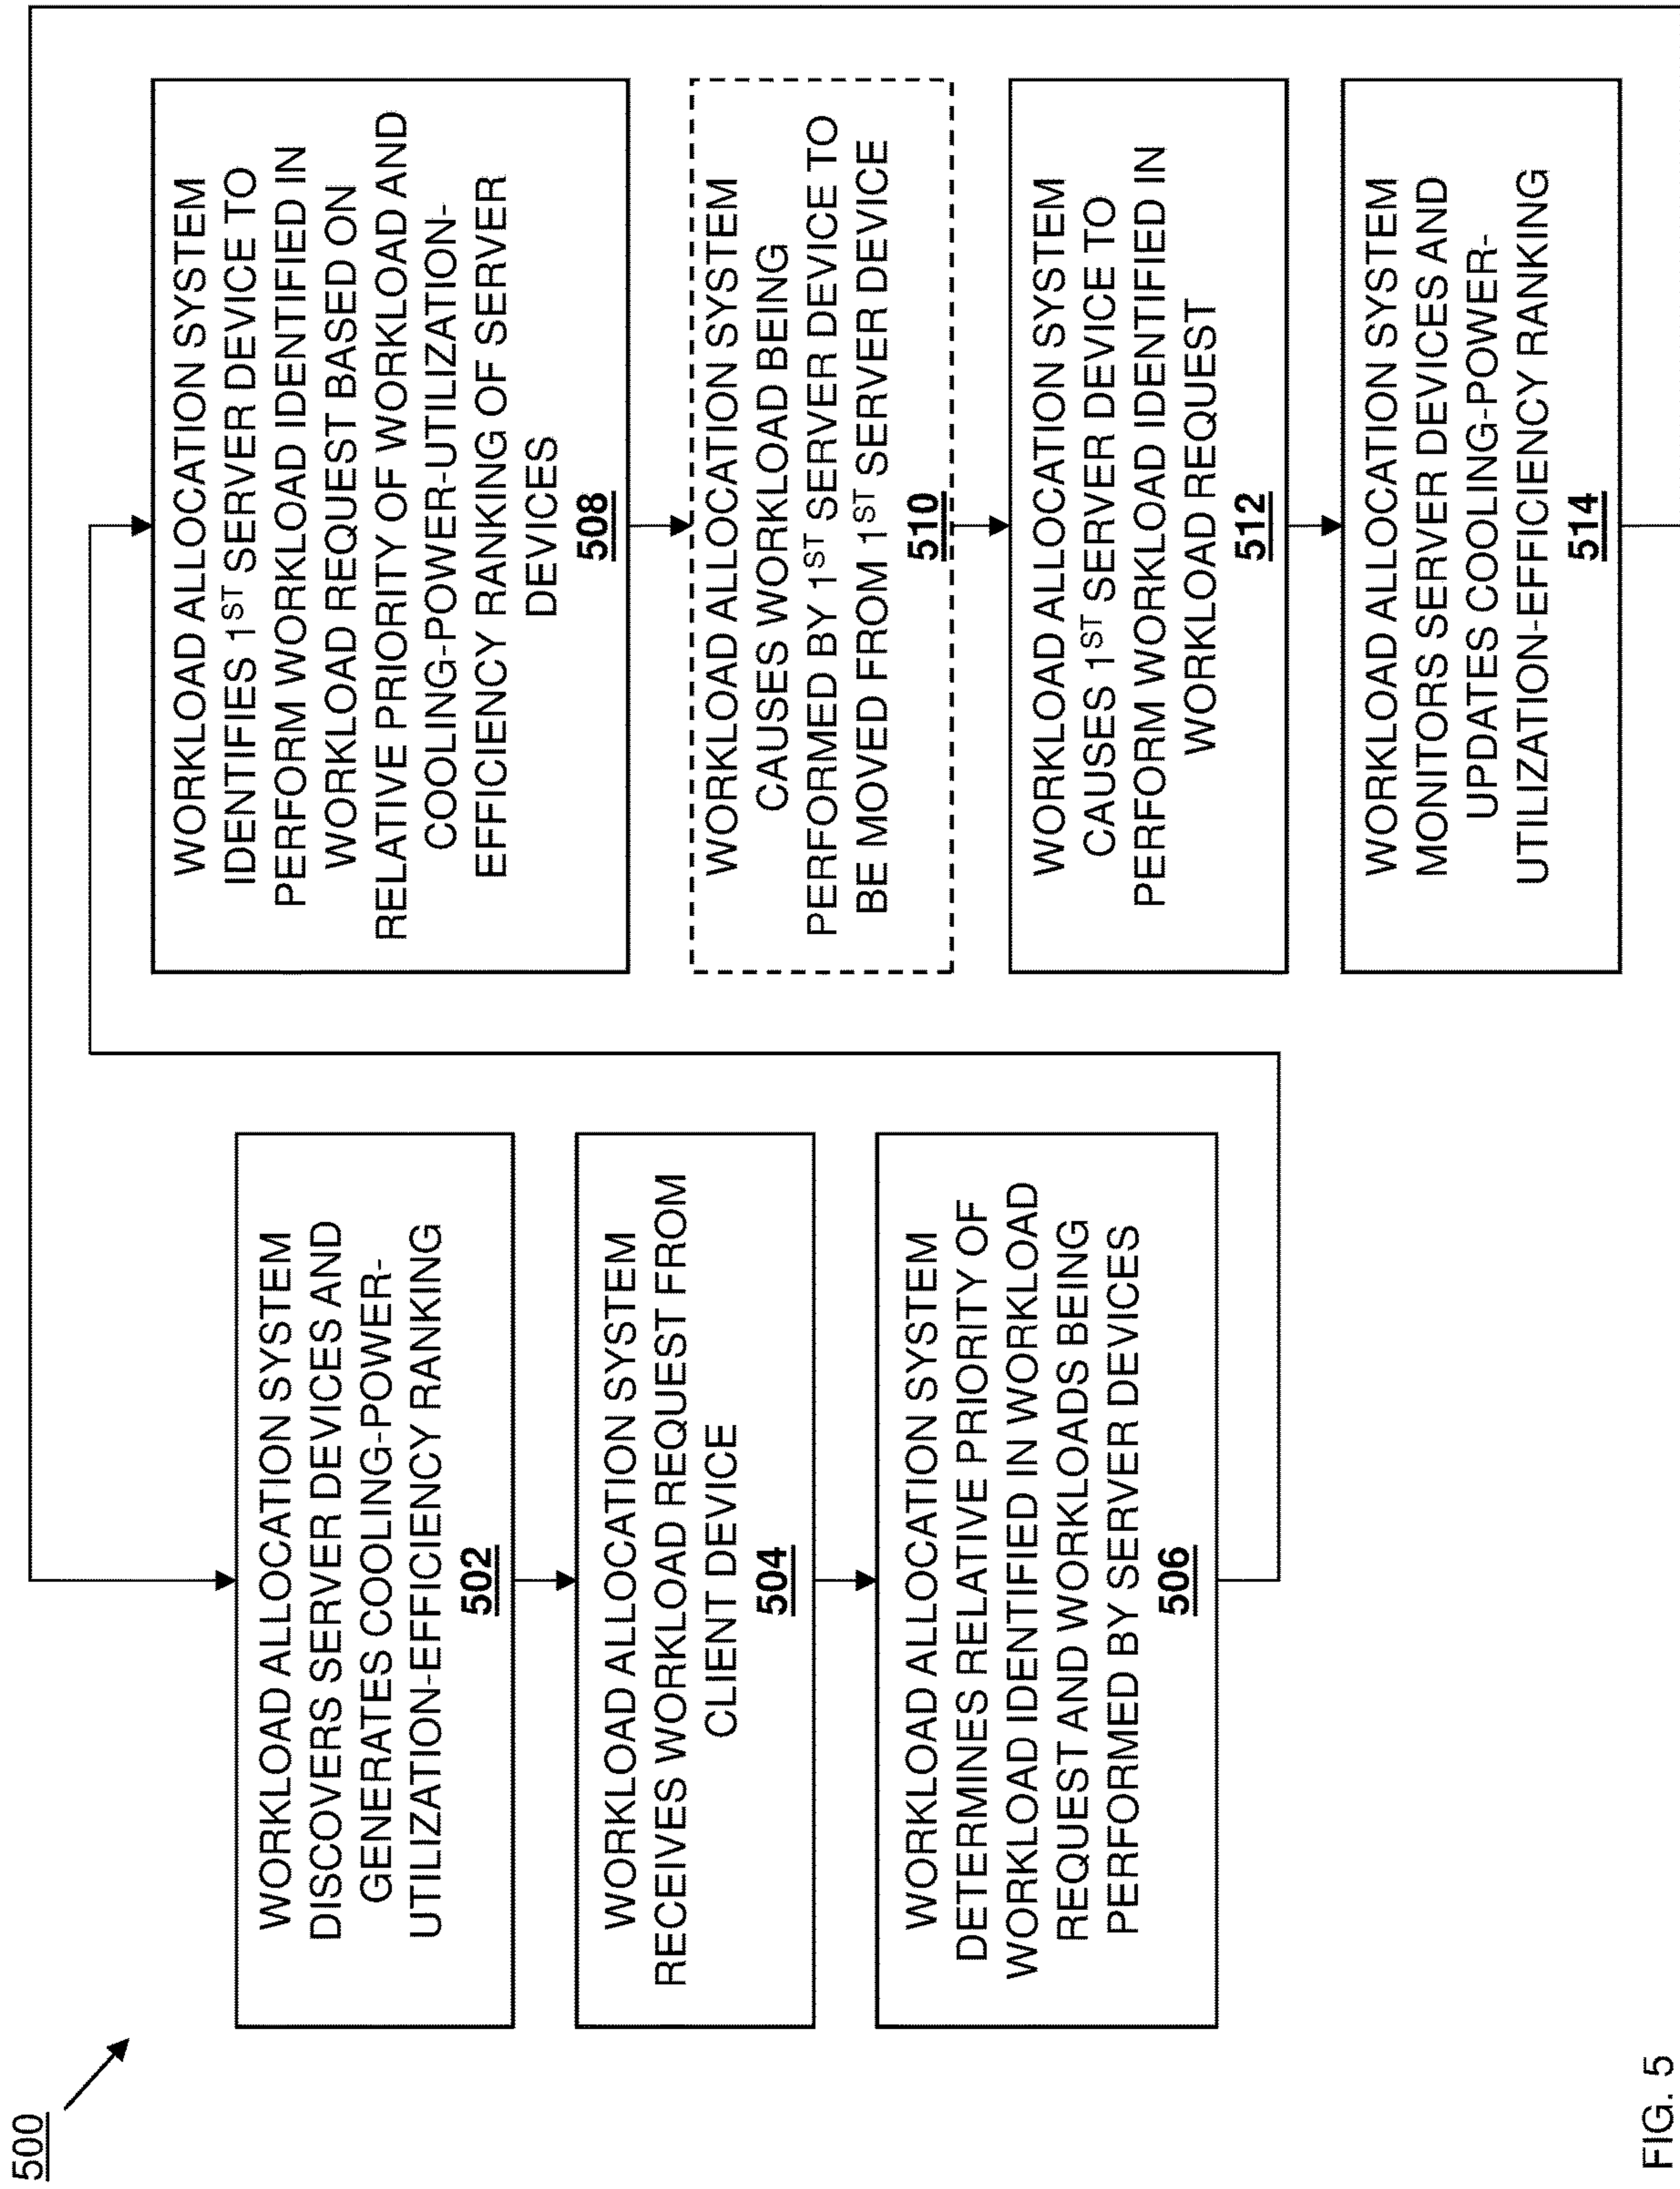 500
WORKLOAD ALLOCATION SYSTEM
DISCOVERS SERVER DEVICES AND
GENERATES COOLING-POWER-
UTILIZATION-EFFICIENCY RANKING
502
WORKLOAD ALLOCATION SYSTEM
RECEIVES WORKLOAD REQUEST FROM
CLIENT DEVICE
504
WORKLOAD ALLOCATION SYSTEM
DETERMINES RELATIVE PRIORITY OF
WORKLOAD IDENTIFIED IN WORKLOAD
REQUEST AND WORKLOADS BEING
PERFORMED BY SERVER DEVICES
506
WORKLOAD ALLOCATION SYSTEM
IDENTIFIES 1ST SERVER DEVICE TO
PERFORM WORKLOAD IDENTIFIED IN
WORKLOAD REQUEST BASED ON
RELATIVE PRIORITY OF WORKLOAD AND
COOLING-POWER-UTILIZATION-
EFFICIENCY RANKING OF SERVER
DEVICES
508
WORKLOAD ALLOCATION SYSTEM
CAUSES WORKLOAD BEING
PERFORMED BY 1ST SERVER DEVICE TO
BE MOVED FROM 1ST SERVER DEVICE
510
WORKLOAD ALLOCATION SYSTEM
CAUSES 1ST SERVER DEVICE TO
PERFORM WORKLOAD IDENTIFIED IN
WORKLOAD REQUEST
512
WORKLOAD ALLOCATION SYSTEM
MONITORS SERVER DEVICES AND
UPDATES COOLING-POWER-
UTILIZATION-EFFICIENCY RANKING
514
FIG. 5